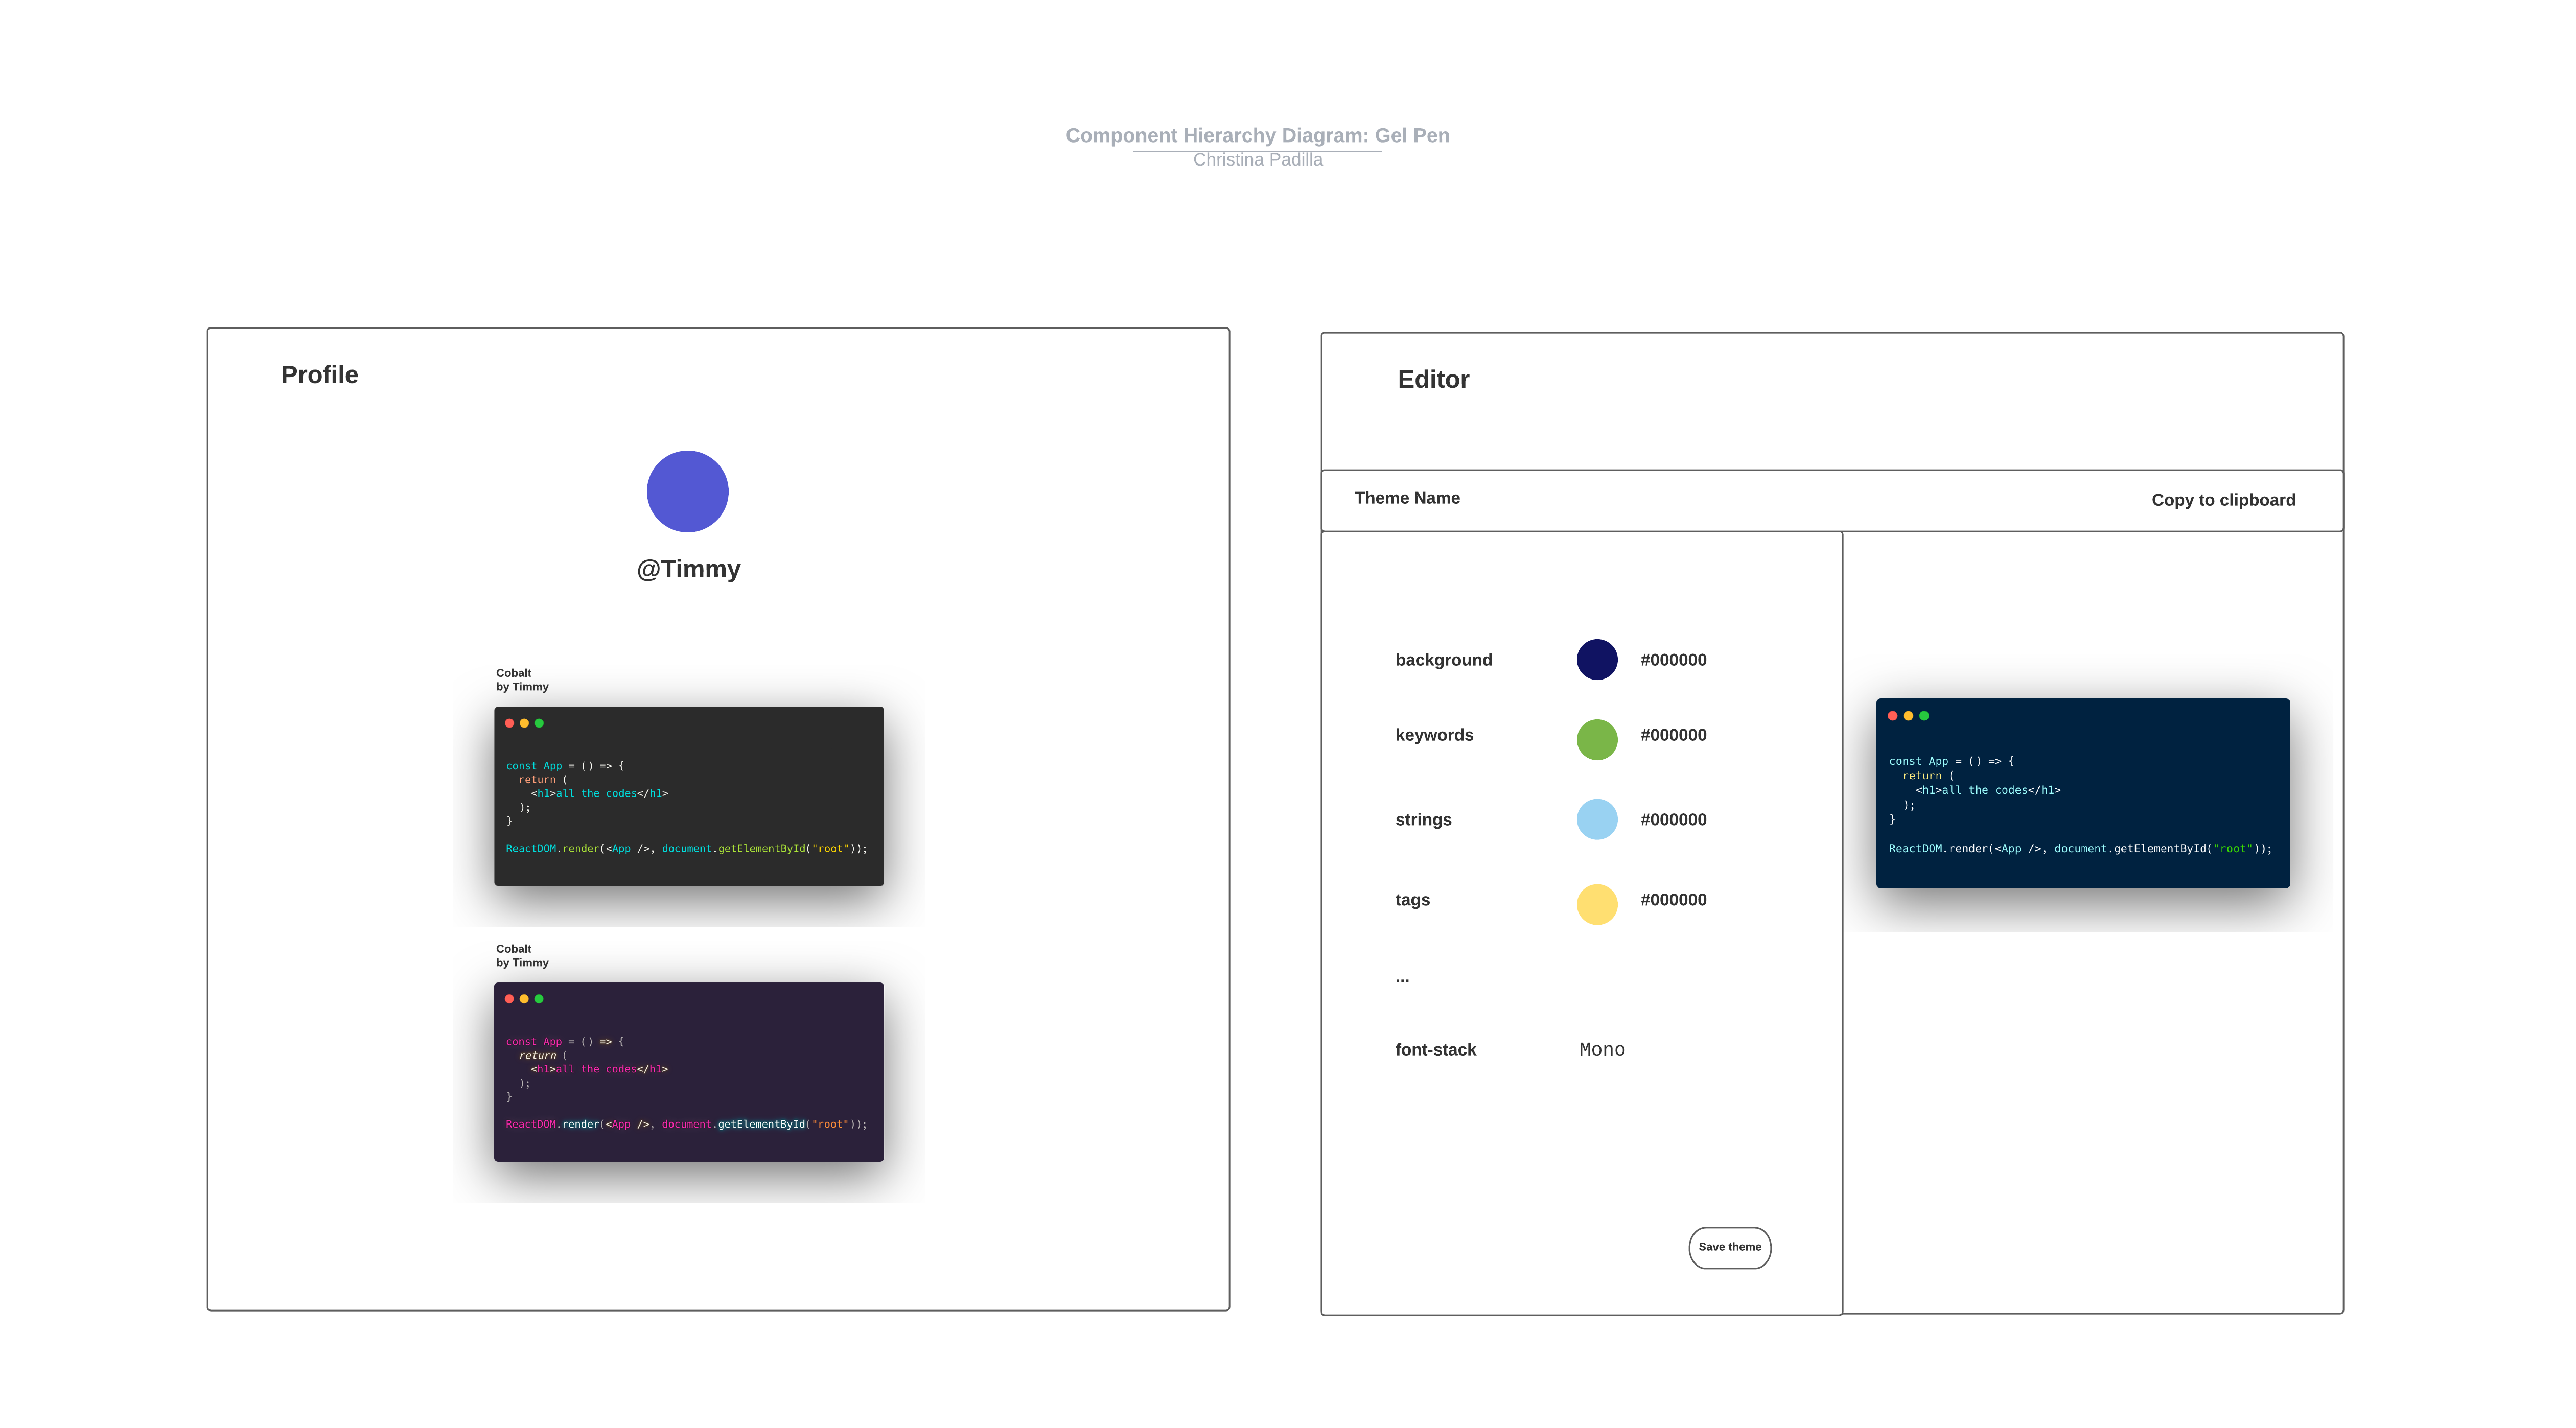 Component Hierarchy Diagram: Gel Pen
Christina Padilla
Profile
@Timmy
Cobalt
by Timmy
const App = () => {
  return (
    <h1>all the codes</h1>
  );
}
ReactDOM.render(<App />, document.getElementById("root"));
Cobalt
by Timmy
const App = () => {
  return (
    <h1>all the codes</h1>
  );
}
ReactDOM.render(<App />, document.getElementById("root"));
Editor
Theme Name
Copy to clipboard
background #000000
keywords #000000
strings #000000
tags #000000
...
font-stack Mono
Save theme
const App = () => {
  return (
    <h1>all the codes</h1>
  );
}
ReactDOM.render(<App />, document.getElementById("root"));